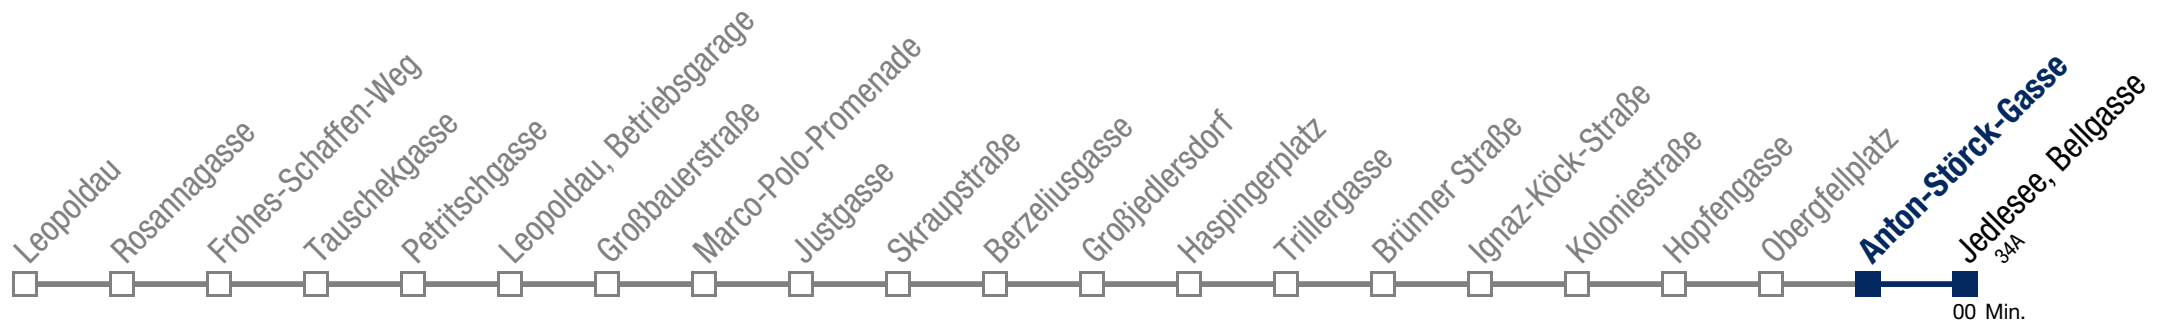 Leopoldau
Rosannagasse
Frohes-Schaffen-Weg
Tauschekgasse
Petritschgasse
Leopoldau, Betriebsgarage
Großbauerstraße
Marco-Polo-Promenade
Justgasse
Skraupstraße
Berzeliusgasse
Großjedlersdorf
Haspingerplatz
Trillergasse
Brünner Straße
Ignaz-Köck-Straße
Koloniestraße
Hopfengasse
Obergfellplatz
Anton-Störck-Gasse
Jedlesee, Bellgasse
34A
00 Min.